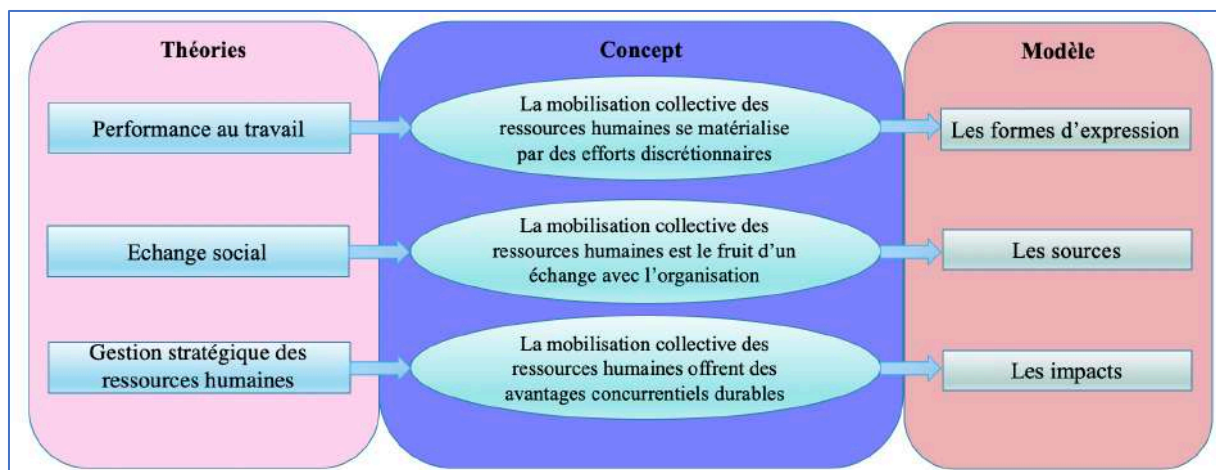 Théories
Concept
Modèle
Performance au travail
La mobilisation collective des
ressources humaines se matérialise
par des efforts discrétionnaires
Les formes d’expression
Echange social
La mobilisation collective des
ressources humaines est le fruit d’un
échange avec l’organisation
Les sources
Gestion stratégique des
ressources humaines
La mobilisation collective des
ressources humaines offrent des
avantages concurrentiels durables
Les impacts